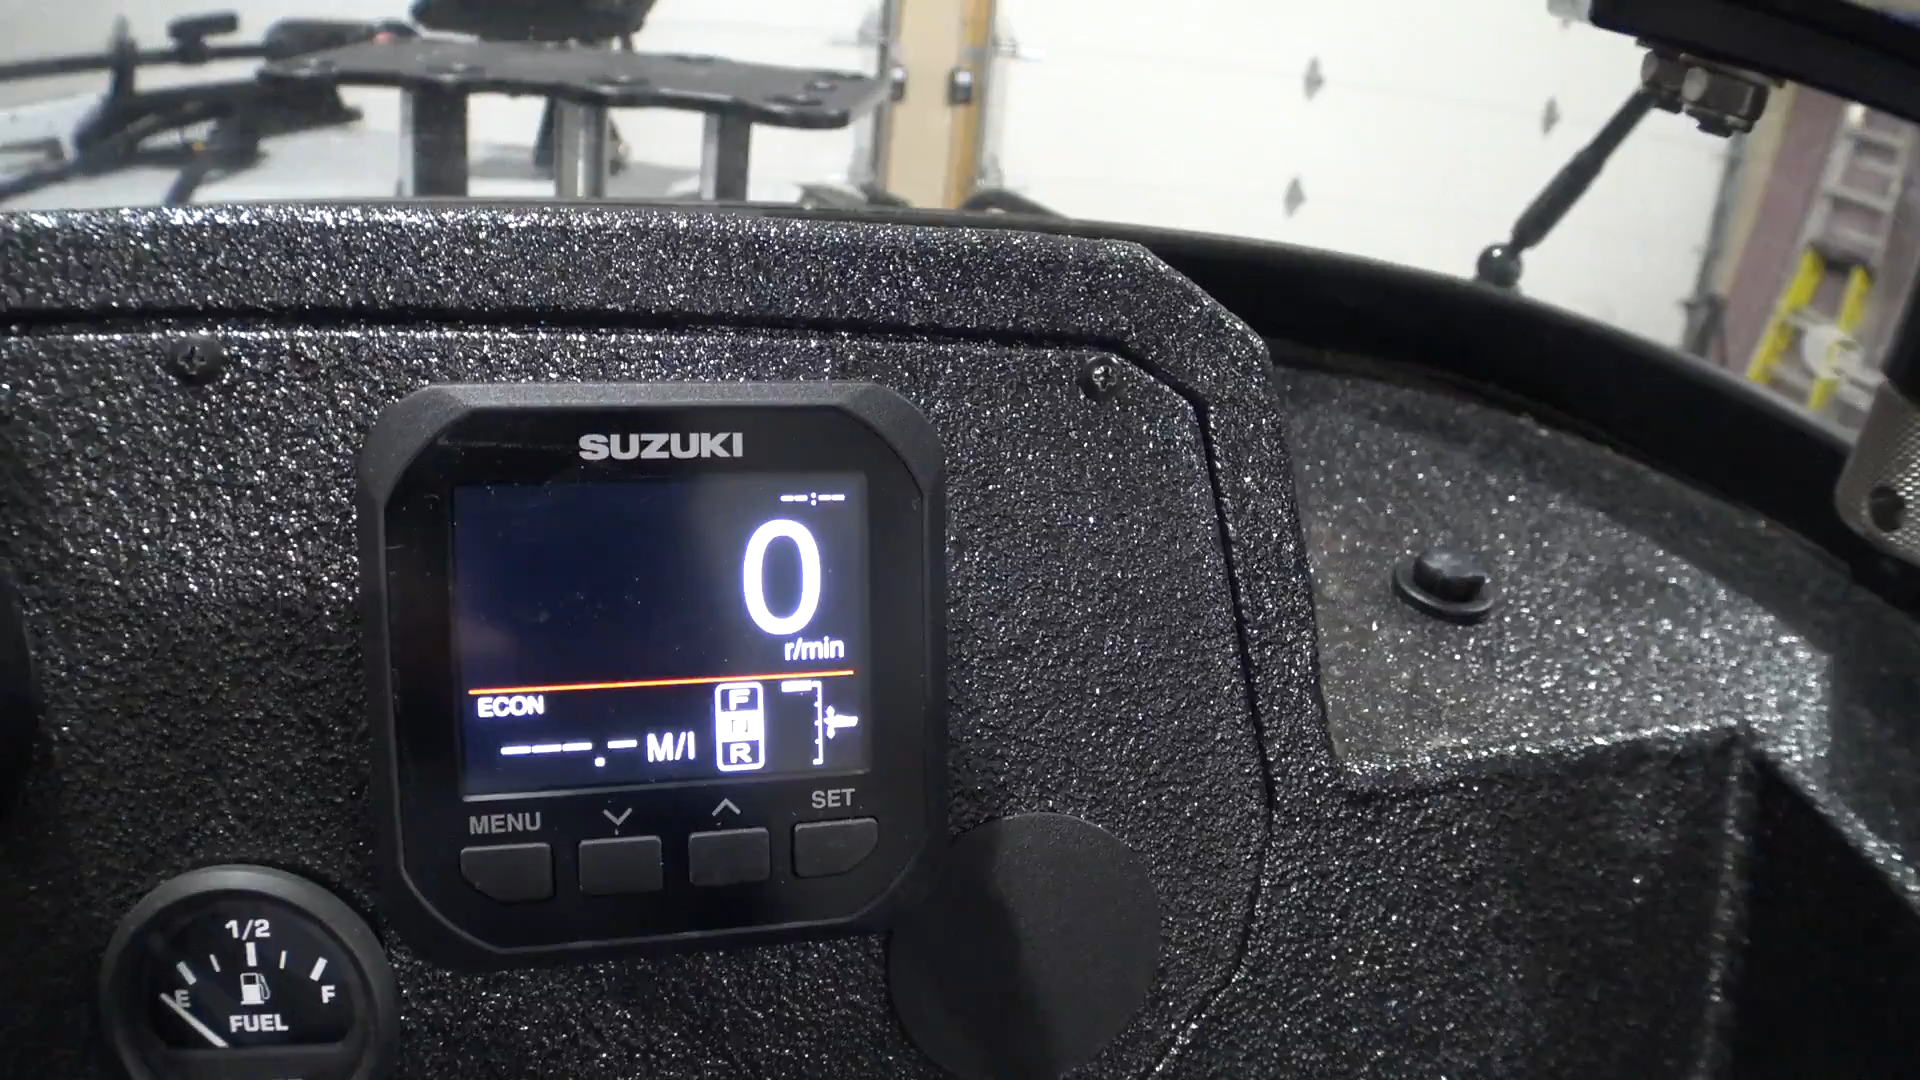 SUZUKI
--:--
0
r/min
ECON
---.- M/l
F
N
R
MENU
SET
1/2
E
F
FUEL